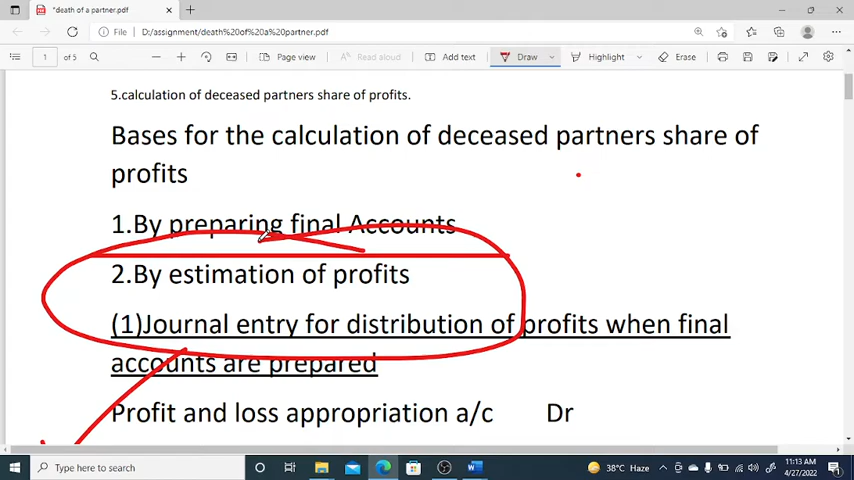 *death of a partner.pdf
File
D:/assignment/death%20of%20a%20partner.pdf
1 of 5
Page view
Read aloud
Add text
Draw
Highlight
Erase
5.calculation of deceased partners share of profits.
Bases for the calculation of deceased partners share of
profits
1.By preparing final Accounts
2.By estimation of profits
(1)Journal entry for distribution of profits when final
accounts are prepared
Profit and loss appropriation a/c Dr
Type here to search
38°C Haze
11:13 AM
4/27/2022